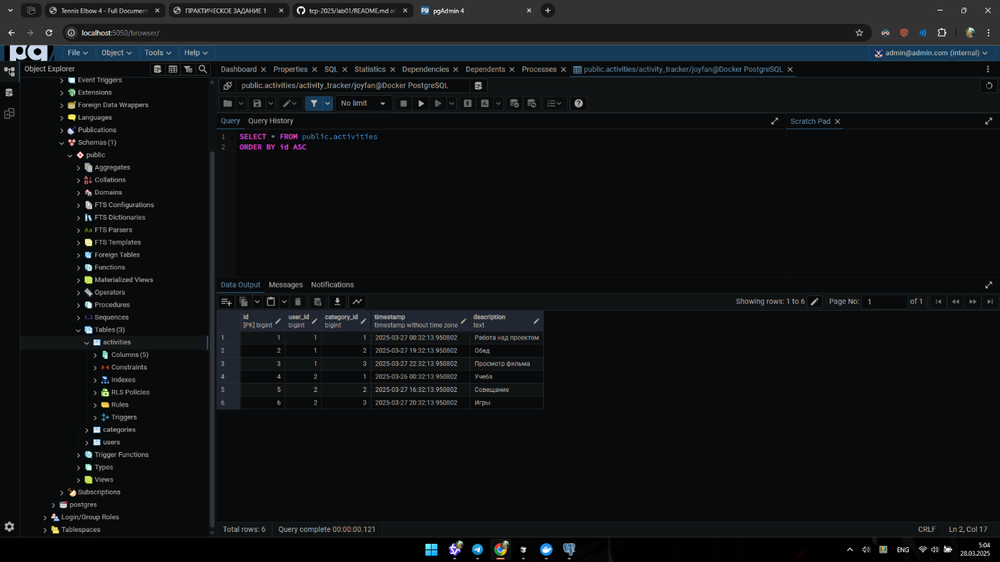 Tennis Elbow 4 - Full Document
ПРАКТИЧЕСКОЕ ЗАДАНИЕ 1
tcp-2025/lab01/README.md at
pgAdmin 4
localhost:5050/browser/
File
Object
Tools
Help
admin@admin.com (internal)
Object Explorer
Dashboard
Properties
SQL
Statistics
Dependencies
Dependents
Processes
public.activities/activity_tracker/joyfan@Docker PostgreSQL
Event Triggers
Extensions
Foreign Data Wrappers
Languages
Publications
Schemas (1)
public
Aggregates
Collations
Domains
FTS Configurations
FTS Dictionaries
Aa FTS Parsers
FTS Templates
Foreign Tables
Functions
Materialized Views
Operators
Procedures
1..3 Sequences
Tables (3)
activities
Columns (5)
Constraints
Indexes
RLS Policies
Rules
Triggers
categories
users
Trigger Functions
Types
Views
Subscriptions
postgres
Login/Group Roles
Tablespaces
public.activities/activity_tracker/joyfan@Docker PostgreSQL
No limit
Query
Query History
Scratch Pad
1 SELECT * FROM public.activities
2 ORDER BY id ASC
Data Output
Messages
Notifications
Showing rows: 1 to 6
Page No: 1 of 1
id user_id category_id timestamp description
[PK] bigint bigint bigint timestamp without time zone text
1 1 1 1 2025-03-27 00:32:13.950802 Работа над проектом
2 2 1 2 2025-03-27 19:32:13.950802 Обед
3 3 1 3 2025-03-27 22:32:13.950802 Просмотр фильма
4 4 2 1 2025-03-26 00:32:13.950802 Учеба
5 5 2 2 2025-03-27 16:32:13.950802 Совещание
6 6 2 3 2025-03-27 20:32:13.950802 Игры
Total rows: 6
Query complete 00:00:00.121
CRLF
Ln 2, Col 17
ENG
5:04
28.03.2025